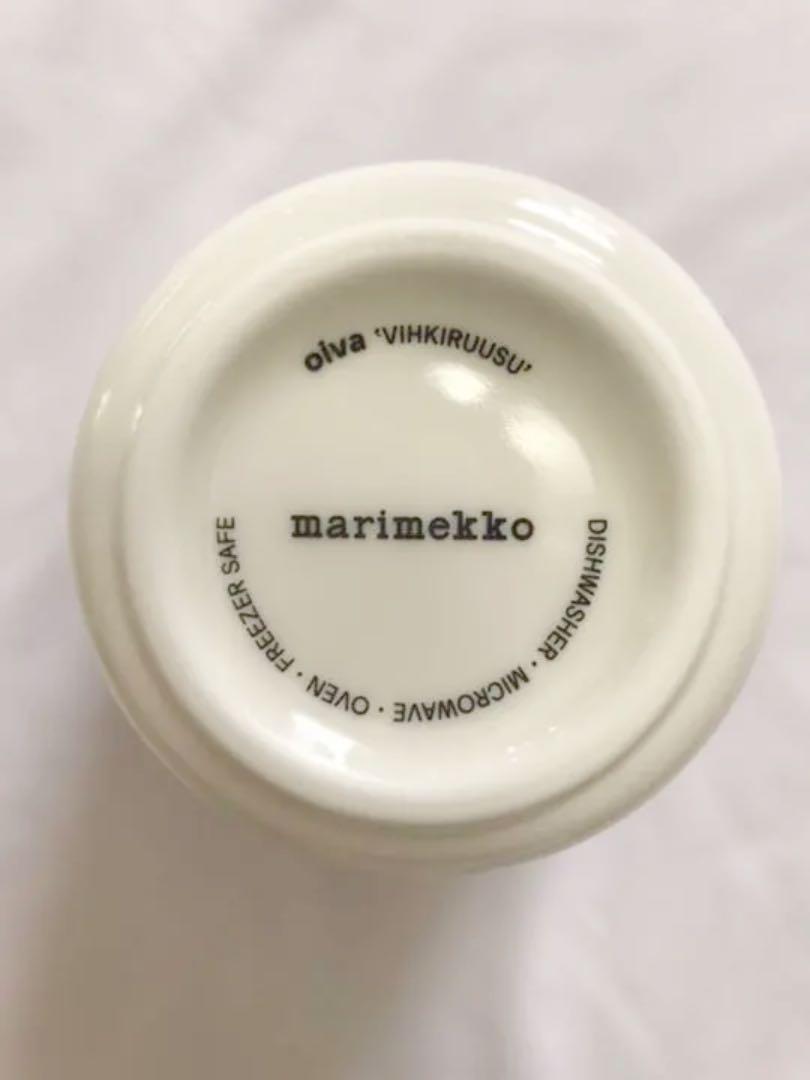 oiva 'VIHKIRUUSU'
marimekko
DISHWASHER · MICROWAVE · OVEN · FREEZER SAFE